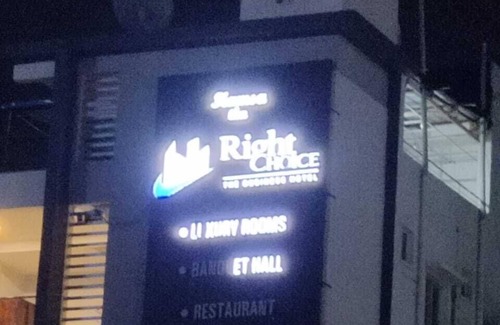 Right
CHOICE
THE BUSINESS HOTEL
• LUXURY ROOMS
• BANQUET HALL
• RESTAURANT